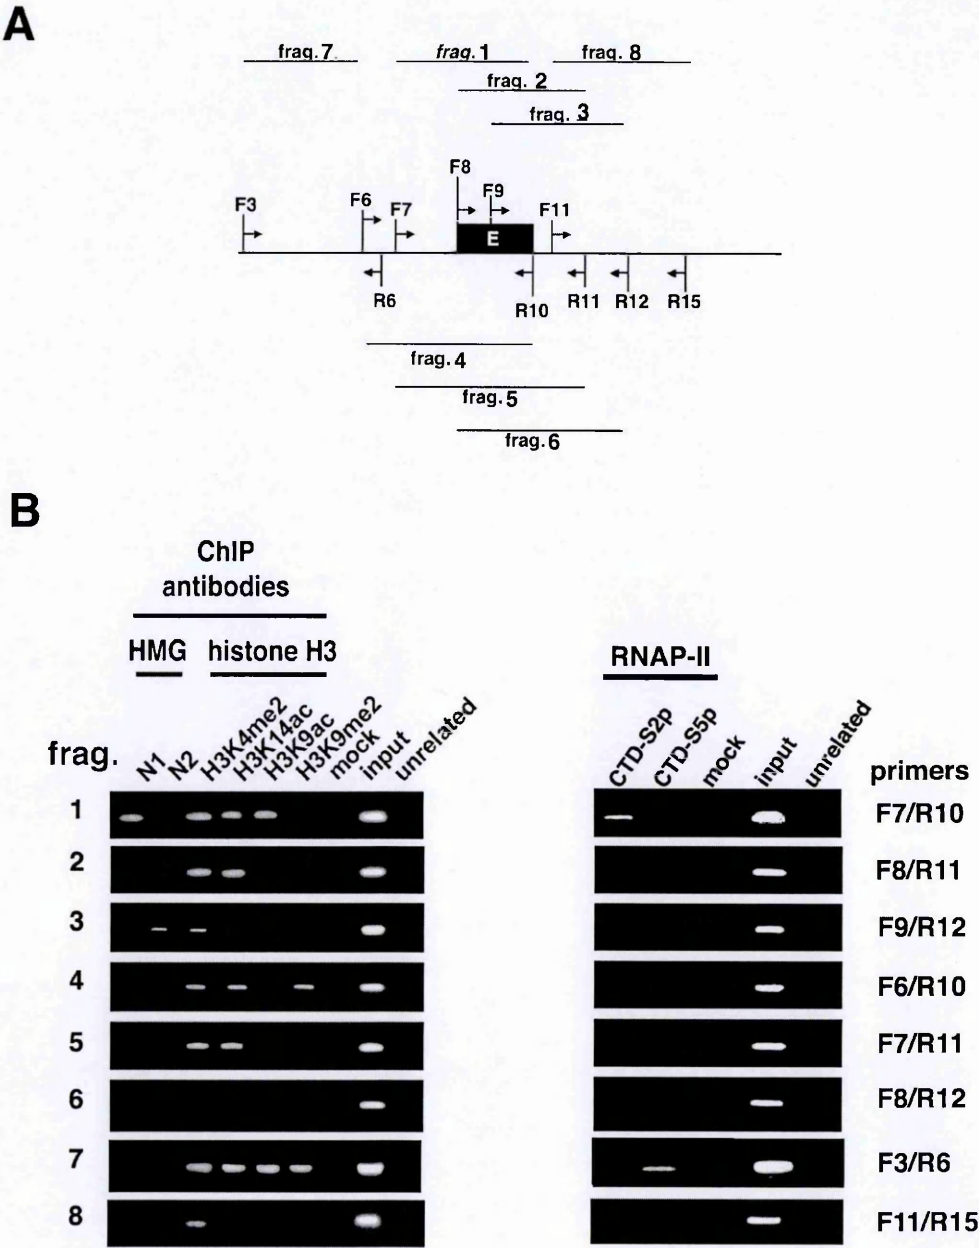 A
frag.7 frag.1 frag. 8
frag. 2
frag. 3
F8
F3 F6 F7 F9 F11
E
R6 R10 R11 R12 R15
frag.4
frag.5
frag.6
B
ChIP
antibodies
HMG histone H3 RNAP-II
frag. N1 N2 H3K4me2 H3K14ac H3K9ac H3K9me2 mock input unrelated CTD-S2p CTD-S5p mock input unrelated primers
1 F7/R10
2 F8/R11
3 F9/R12
4 F6/R10
5 F7/R11
6 F8/R12
7 F3/R6
8 F11/R15